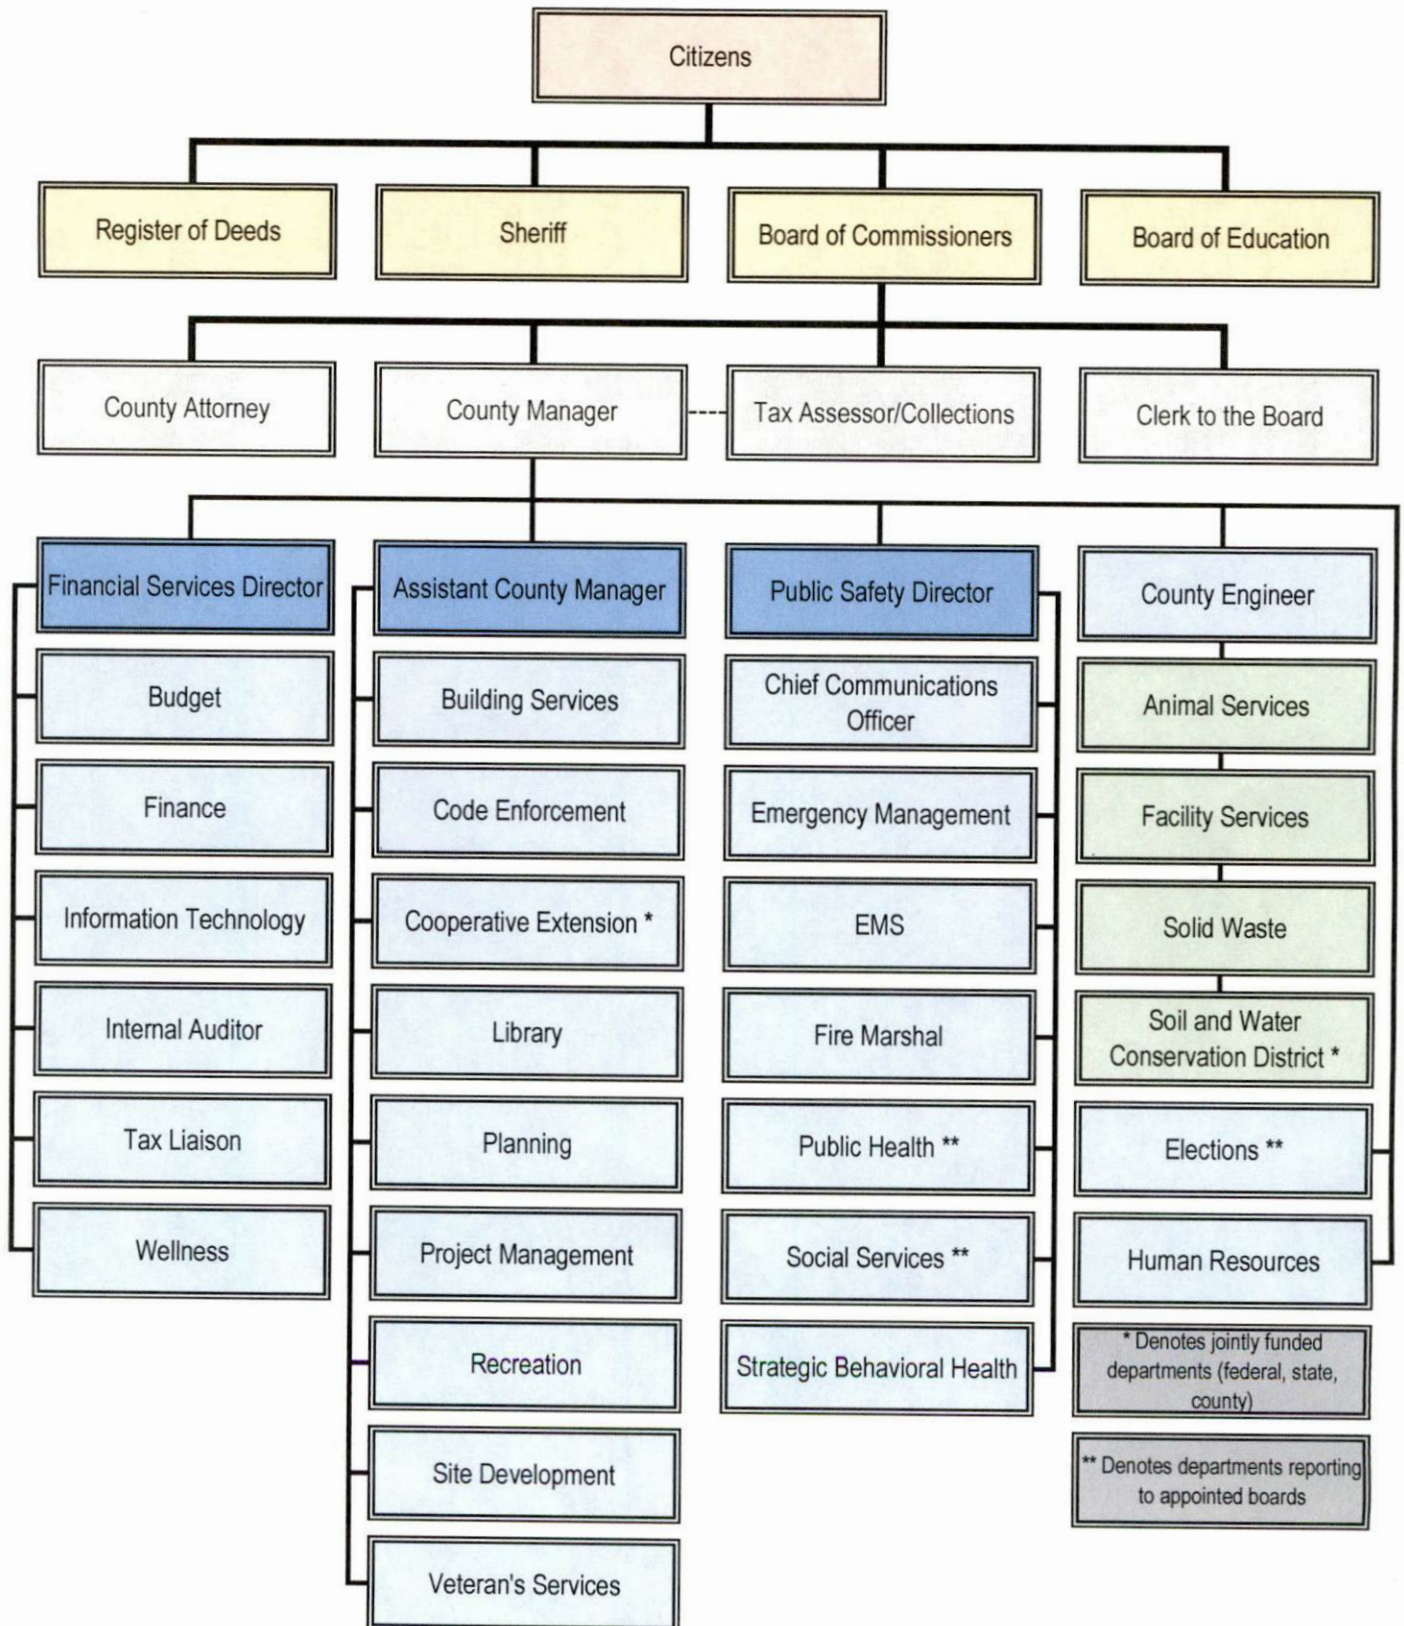 Citizens
Register of Deeds
Sheriff
Board of Commissioners
Board of Education
County Attorney
County Manager
Tax Assessor/Collections
Clerk to the Board
Financial Services Director
Budget
Finance
Information Technology
Internal Auditor
Tax Liaison
Wellness
Assistant County Manager
Building Services
Code Enforcement
Cooperative Extension *
Library
Planning
Project Management
Recreation
Site Development
Veteran's Services
Public Safety Director
Chief Communications
Officer
Emergency Management
EMS
Fire Marshal
Public Health **
Social Services **
Strategic Behavioral Health
County Engineer
Animal Services
Facility Services
Solid Waste
Soil and Water
Conservation District *
Elections **
Human Resources
* Denotes jointly funded
departments (federal, state,
county)
** Denotes departments reporting
to appointed boards